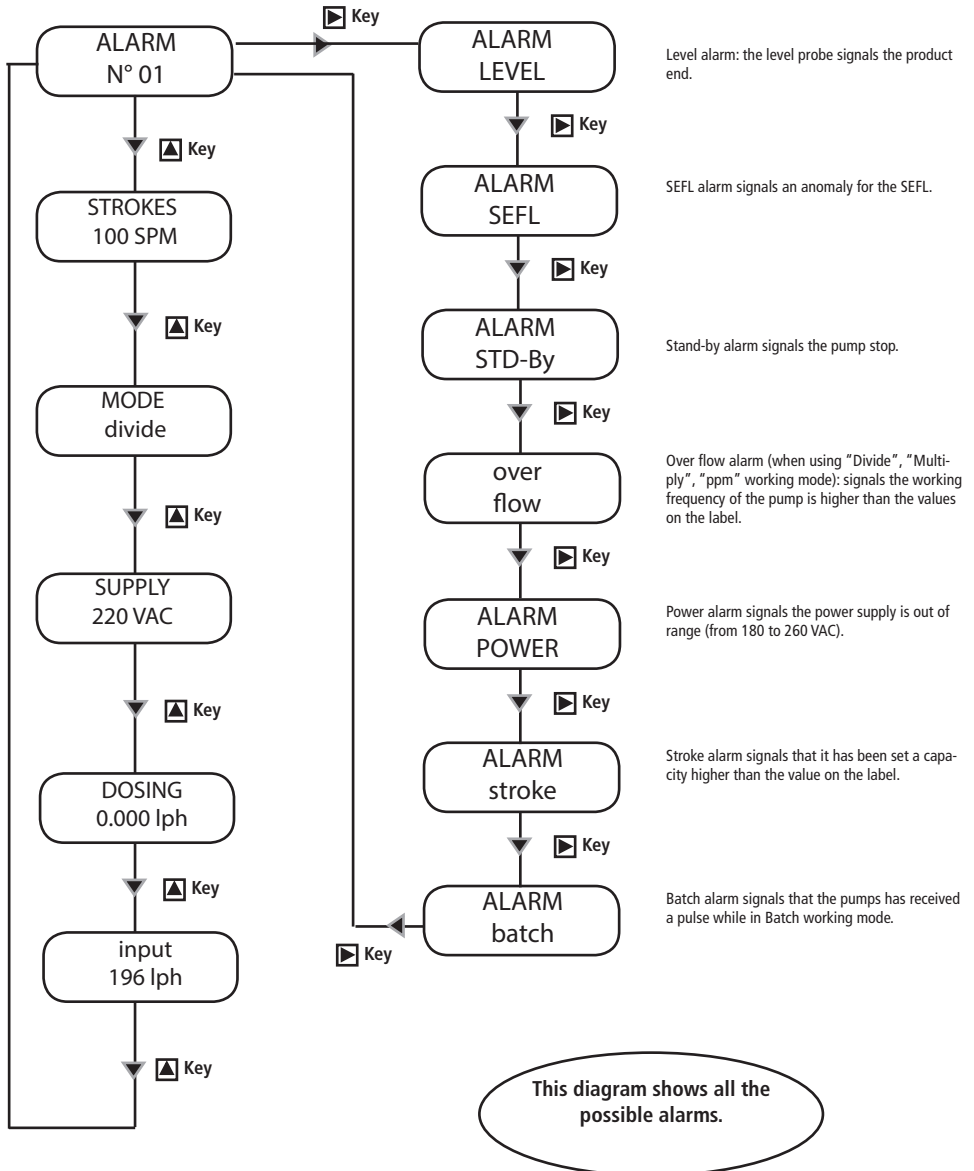 Key
ALARM
N° 01
Key
STROKES
100 SPM
Key
MODE
divide
Key
SUPPLY
220 VAC
Key
DOSING
0.000 lph
Key
input
196 lph
Key
ALARM
LEVEL
Level alarm: the level probe signals the product
end.
Key
ALARM
SEFL
SEFL alarm signals an anomaly for the SEFL.
Key
ALARM
STD-By
Stand-by alarm signals the pump stop.
Key
over
flow
Over flow alarm (when using “Divide”, “Multi-
ply”, “ppm” working mode): signals the working
frequency of the pump is higher than the values
on the label.
Key
ALARM
POWER
Power alarm signals the power supply is out of
range (from 180 to 260 VAC).
Key
ALARM
stroke
Stroke alarm signals that it has been set a capa-
city higher than the value on the label.
Key
ALARM
batch
Batch alarm signals that the pumps has received
a pulse while in Batch working mode.
Key
This diagram shows all the
possible alarms.